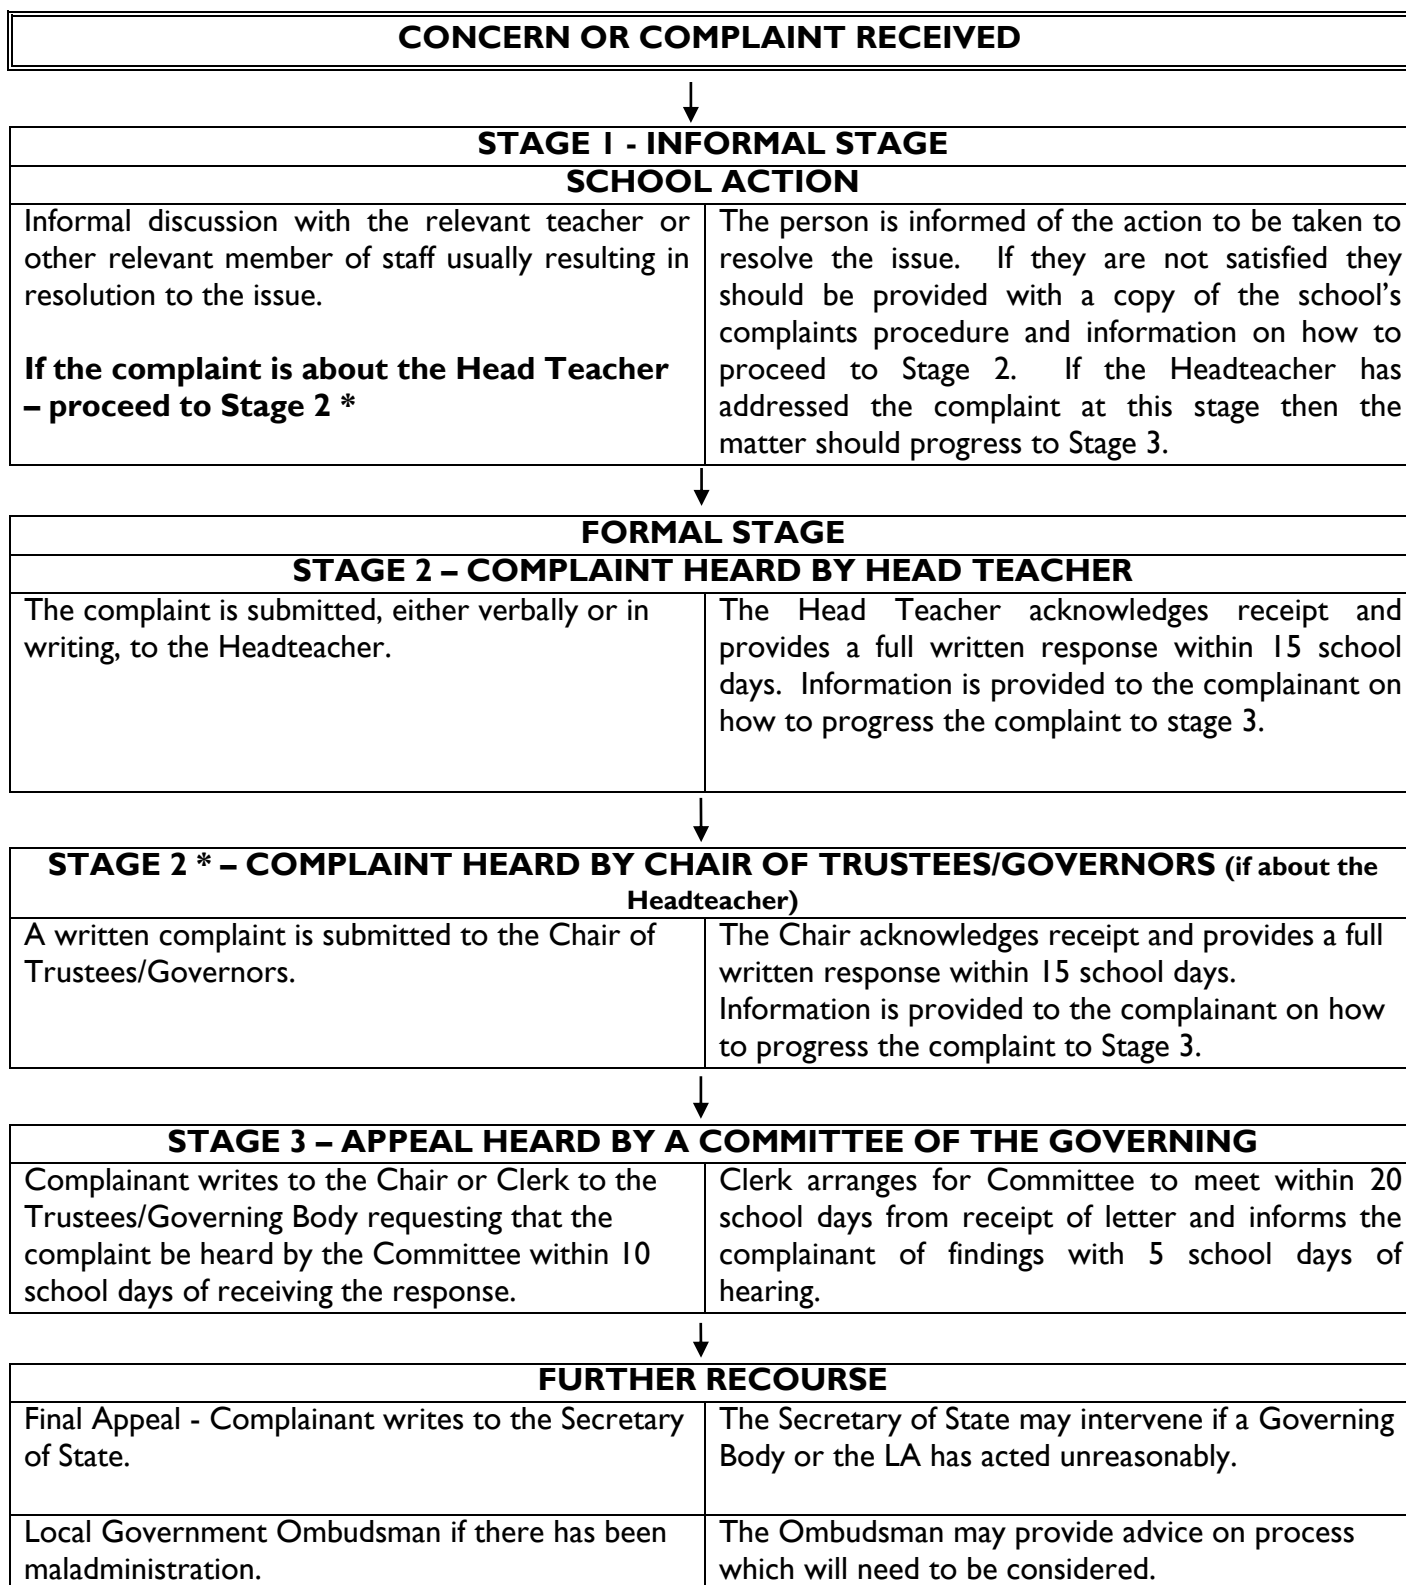 CONCERN OR COMPLAINT RECEIVED
STAGE 1 - INFORMAL STAGE
SCHOOL ACTION
Informal discussion with the relevant teacher or
other relevant member of staff usually resulting in
resolution to the issue.
If the complaint is about the Head Teacher
– proceed to Stage 2 *
The person is informed of the action to be taken to
resolve the issue. If they are not satisfied they
should be provided with a copy of the school’s
complaints procedure and information on how to
proceed to Stage 2. If the Headteacher has
addressed the complaint at this stage then the
matter should progress to Stage 3.
FORMAL STAGE
STAGE 2 – COMPLAINT HEARD BY HEAD TEACHER
The complaint is submitted, either verbally or in
writing, to the Headteacher.
The Head Teacher acknowledges receipt and
provides a full written response within 15 school
days. Information is provided to the complainant on
how to progress the complaint to stage 3.
STAGE 2 * – COMPLAINT HEARD BY CHAIR OF TRUSTEES/GOVERNORS (if about the
Headteacher)
A written complaint is submitted to the Chair of
Trustees/Governors.
The Chair acknowledges receipt and provides a full
written response within 15 school days.
Information is provided to the complainant on how
to progress the complaint to Stage 3.
STAGE 3 – APPEAL HEARD BY A COMMITTEE OF THE GOVERNING
Complainant writes to the Chair or Clerk to the
Trustees/Governing Body requesting that the
complaint be heard by the Committee within 10
school days of receiving the response.
Clerk arranges for Committee to meet within 20
school days from receipt of letter and informs the
complainant of findings with 5 school days of
hearing.
FURTHER RECOURSE
Final Appeal - Complainant writes to the Secretary
of State.
The Secretary of State may intervene if a Governing
Body or the LA has acted unreasonably.
Local Government Ombudsman if there has been
maladministration.
The Ombudsman may provide advice on process
which will need to be considered.